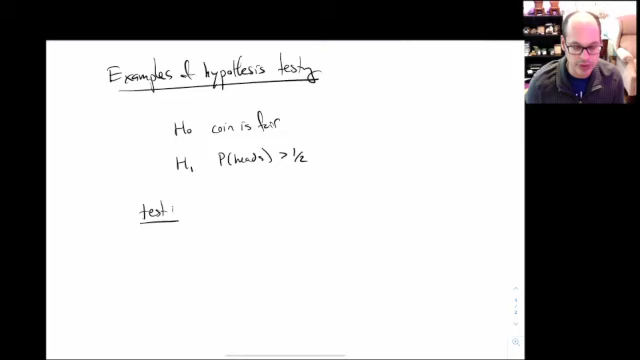 Examples of hypothesis testing
H₀ coin is fair
H₁ P(heads) > 1/2
test: